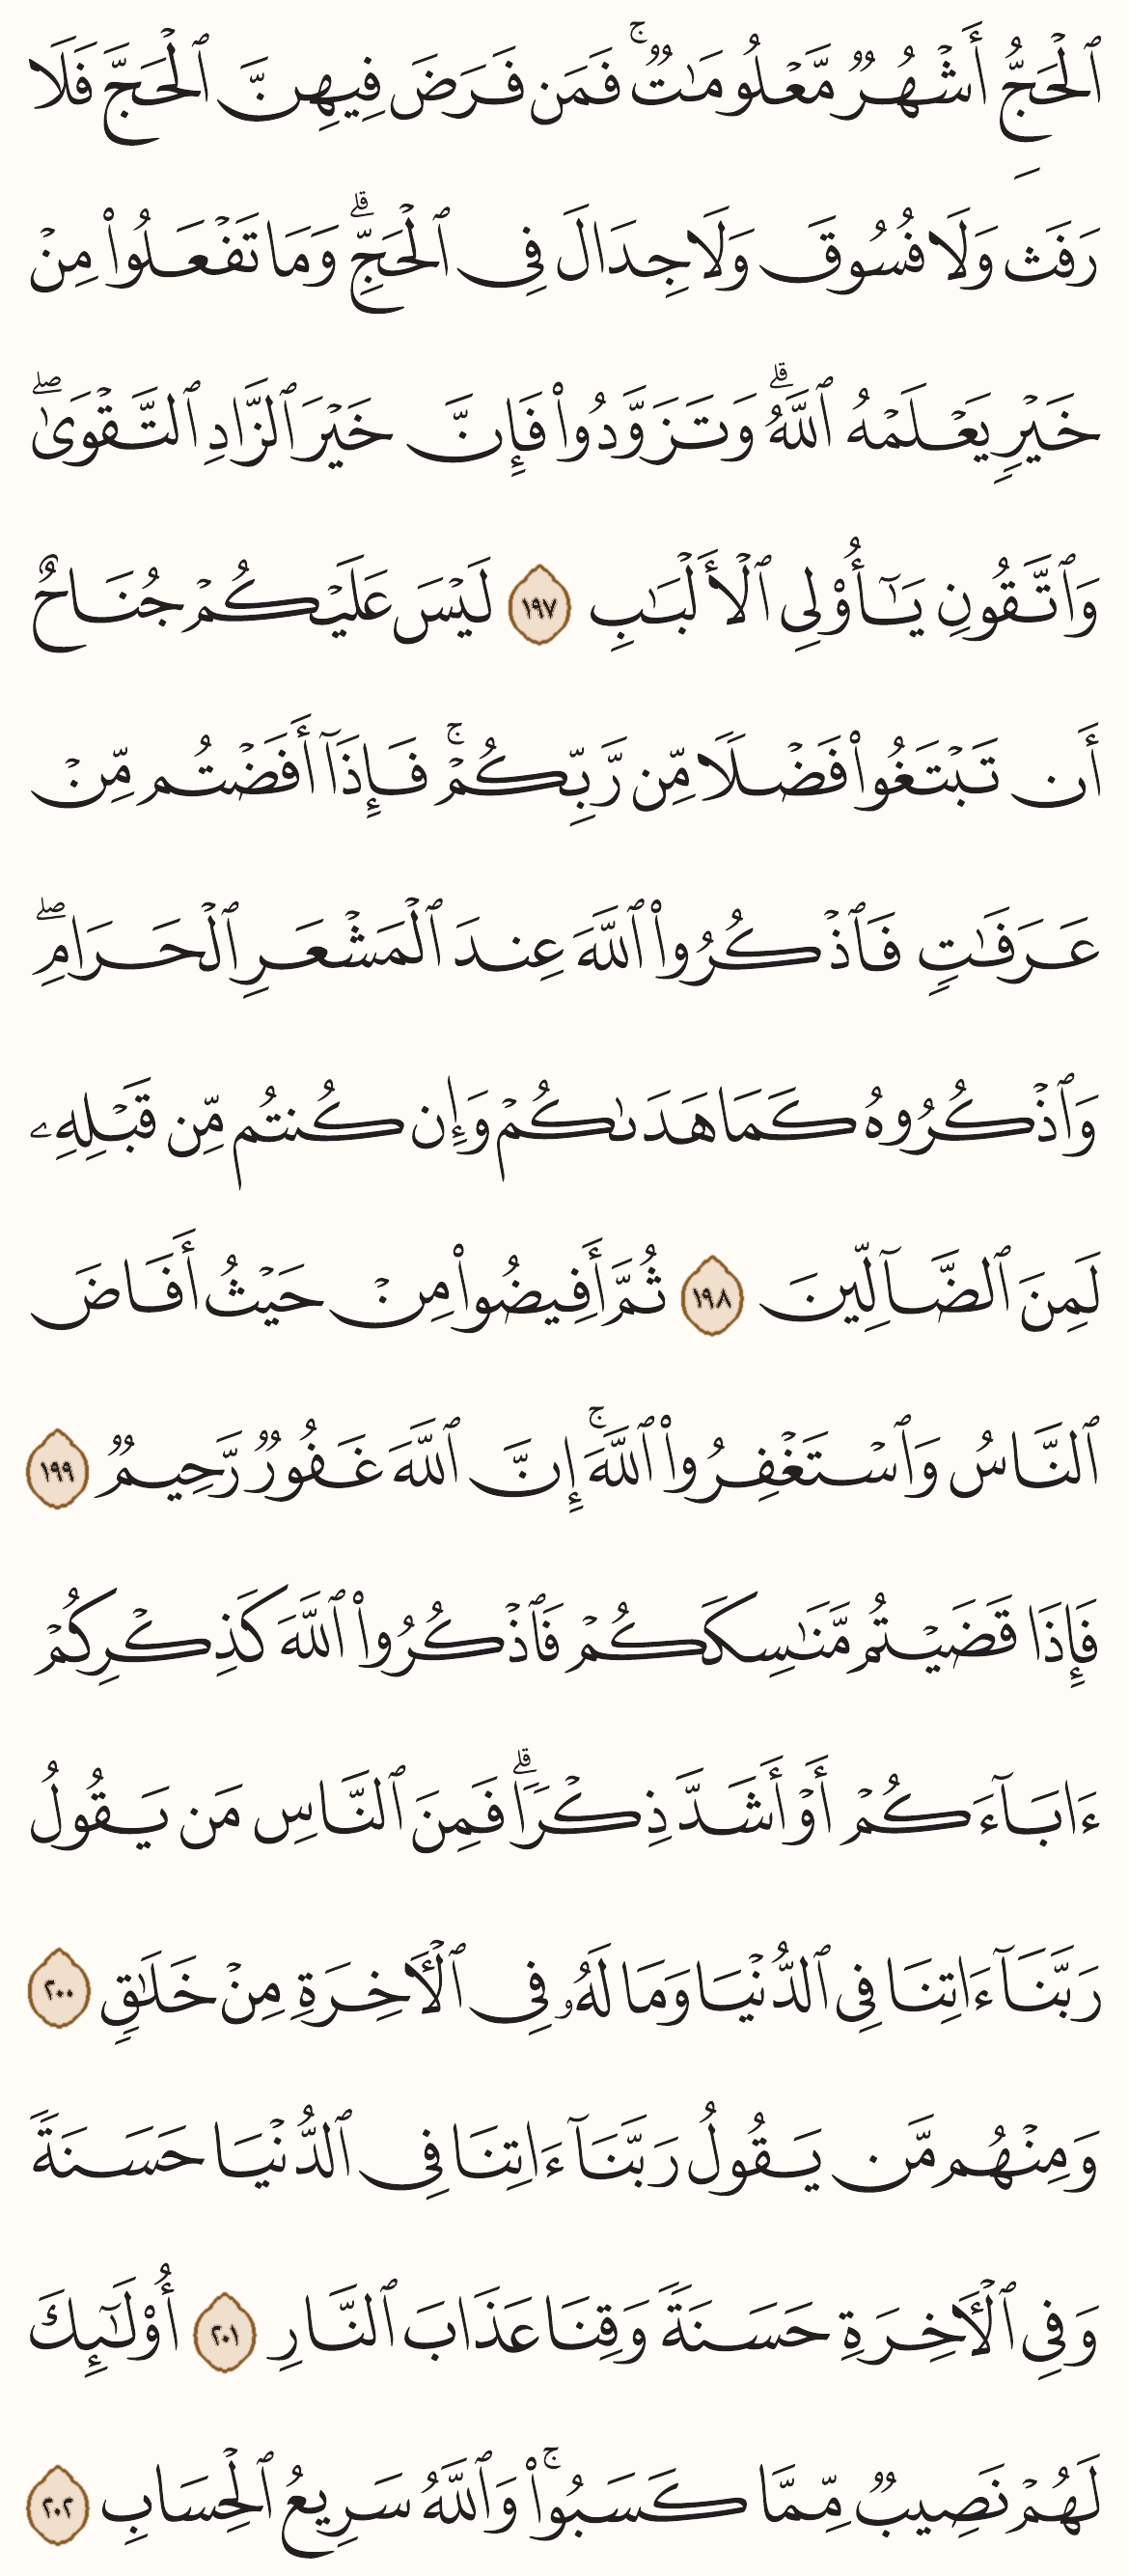 ٱلْحَجُّ أَشْهُرٌ مَّعْلُومَٰتٌ ۚ فَمَن فَرَضَ فِيهِنَّ ٱلْحَجَّ فَلَا
رَفَثَ وَلَا فُسُوقَ وَلَا جِدَالَ فِى ٱلْحَجِّ ۗ وَمَا تَفْعَلُوا۟ مِنْ
خَيْرٍ يَعْلَمْهُ ٱللَّهُ ۗ وَتَزَوَّدُوا۟ فَإِنَّ خَيْرَ ٱلزَّادِ ٱلتَّقْوَىٰ ۖ
وَٱتَّقُونِ يَـٰٓأُو۟لِى ٱلْأَلْبَـٰبِ ١٩٧ لَيْسَ عَلَيْكُمْ جُنَاحٌ
أَن تَبْتَغُوا۟ فَضْلًا مِّن رَّبِّكُمْ ۚ فَإِذَآ أَفَضْتُم مِّنْ
عَرَفَـٰتٍ فَٱذْكُرُوا۟ ٱللَّهَ عِندَ ٱلْمَشْعَرِ ٱلْحَرَامِ ۖ
وَٱذْكُرُوهُ كَمَا هَدَىٰكُمْ وَإِن كُنتُم مِّن قَبْلِهِۦ
لَمِنَ ٱلضَّآلِّينَ ١٩٨ ثُمَّ أَفِيضُوا۟ مِنْ حَيْثُ أَفَاضَ
ٱلنَّاسُ وَٱسْتَغْفِرُوا۟ ٱللَّهَ ۚ إِنَّ ٱللَّهَ غَفُورٌ رَّحِيمٌ ١٩٩
فَإِذَا قَضَيْتُم مَّنَـٰسِكَكُمْ فَٱذْكُرُوا۟ ٱللَّهَ كَذِكْرِكُمْ
ءَابَآءَكُمْ أَوْ أَشَدَّ ذِكْرًا ۗ فَمِنَ ٱلنَّاسِ مَن يَقُولُ
رَبَّنَآ ءَاتِنَا فِى ٱلدُّنْيَا وَمَا لَهُۥ فِى ٱلْـَٔاخِرَةِ مِنْ خَلَـٰقٍ ٢٠٠
وَمِنْهُم مَّن يَقُولُ رَبَّنَآ ءَاتِنَا فِى ٱلدُّنْيَا حَسَنَةً
وَفِى ٱلْـَٔاخِرَةِ حَسَنَةً وَقِنَا عَذَابَ ٱلنَّارِ ٢٠١ أُو۟لَـٰٓئِكَ
لَهُمْ نَصِيبٌ مِّمَّا كَسَبُوا۟ ۚ وَٱللَّهُ سَرِيعُ ٱلْحِسَابِ ٢٠٢